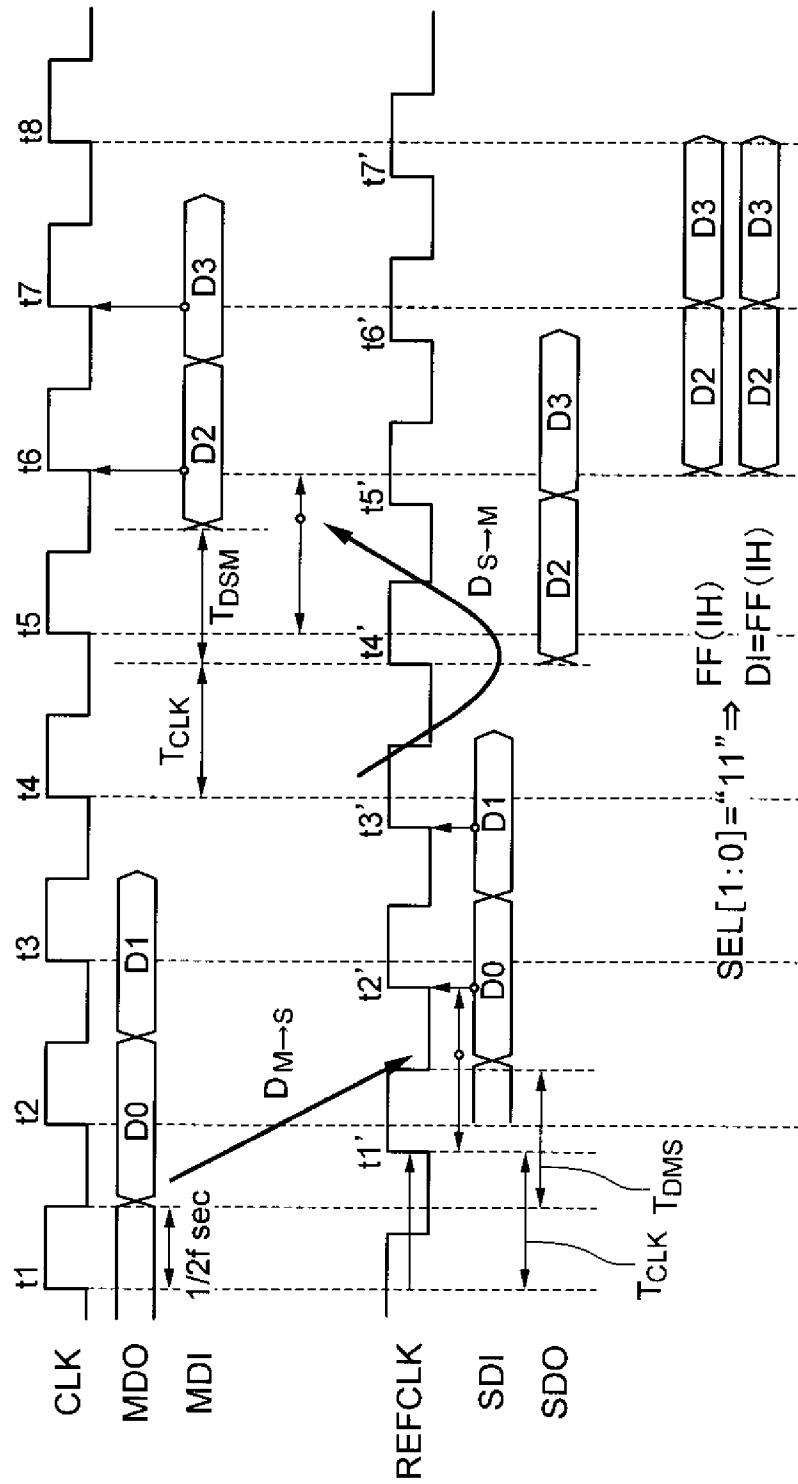 CLK
t1 t2 t3 t4 t5 t6 t7 t8
MDO
D0 D1
MDI
D2 D3
1/2f sec
TCLK TDSM
DM→S
DS→M
REFCLK
t1' t2' t3' t4' t5' t6' t7'
SDI
D0 D1
SDO
D2 D3
TCLK TDMS
SEL[1:0]="11"⇒ FF(IH)
DI=FF(IH)
D2 D3
D2 D3